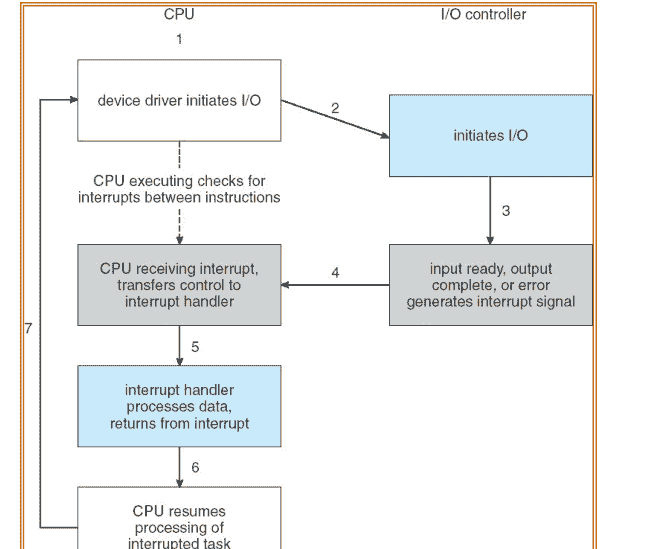 CPU
I/O controller
1
device driver initiates I/O
2
initiates I/O
CPU executing checks for
interrupts between instructions
3
CPU receiving interrupt,
transfers control to
interrupt handler
4
input ready, output
complete, or error
generates interrupt signal
7
5
interrupt handler
processes data,
returns from interrupt
6
CPU resumes
processing of
interrupted task